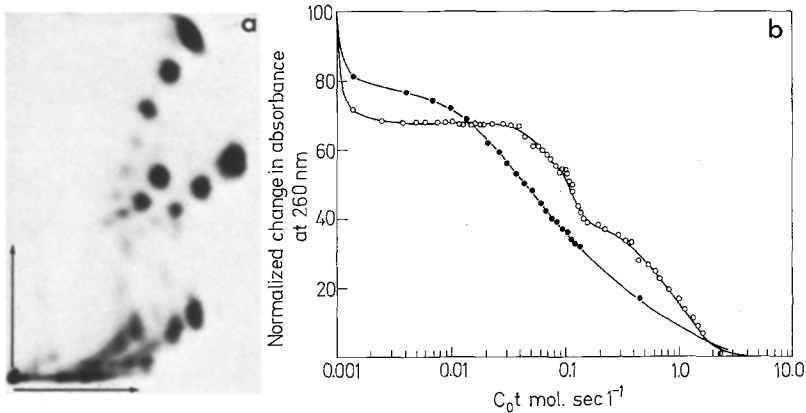 a
b
Normalized change in absorbance
at 260 nm
100
80
60
40
20
0.001
0.01
0.1
1.0
10.0
C₀t mol. sec 1⁻¹